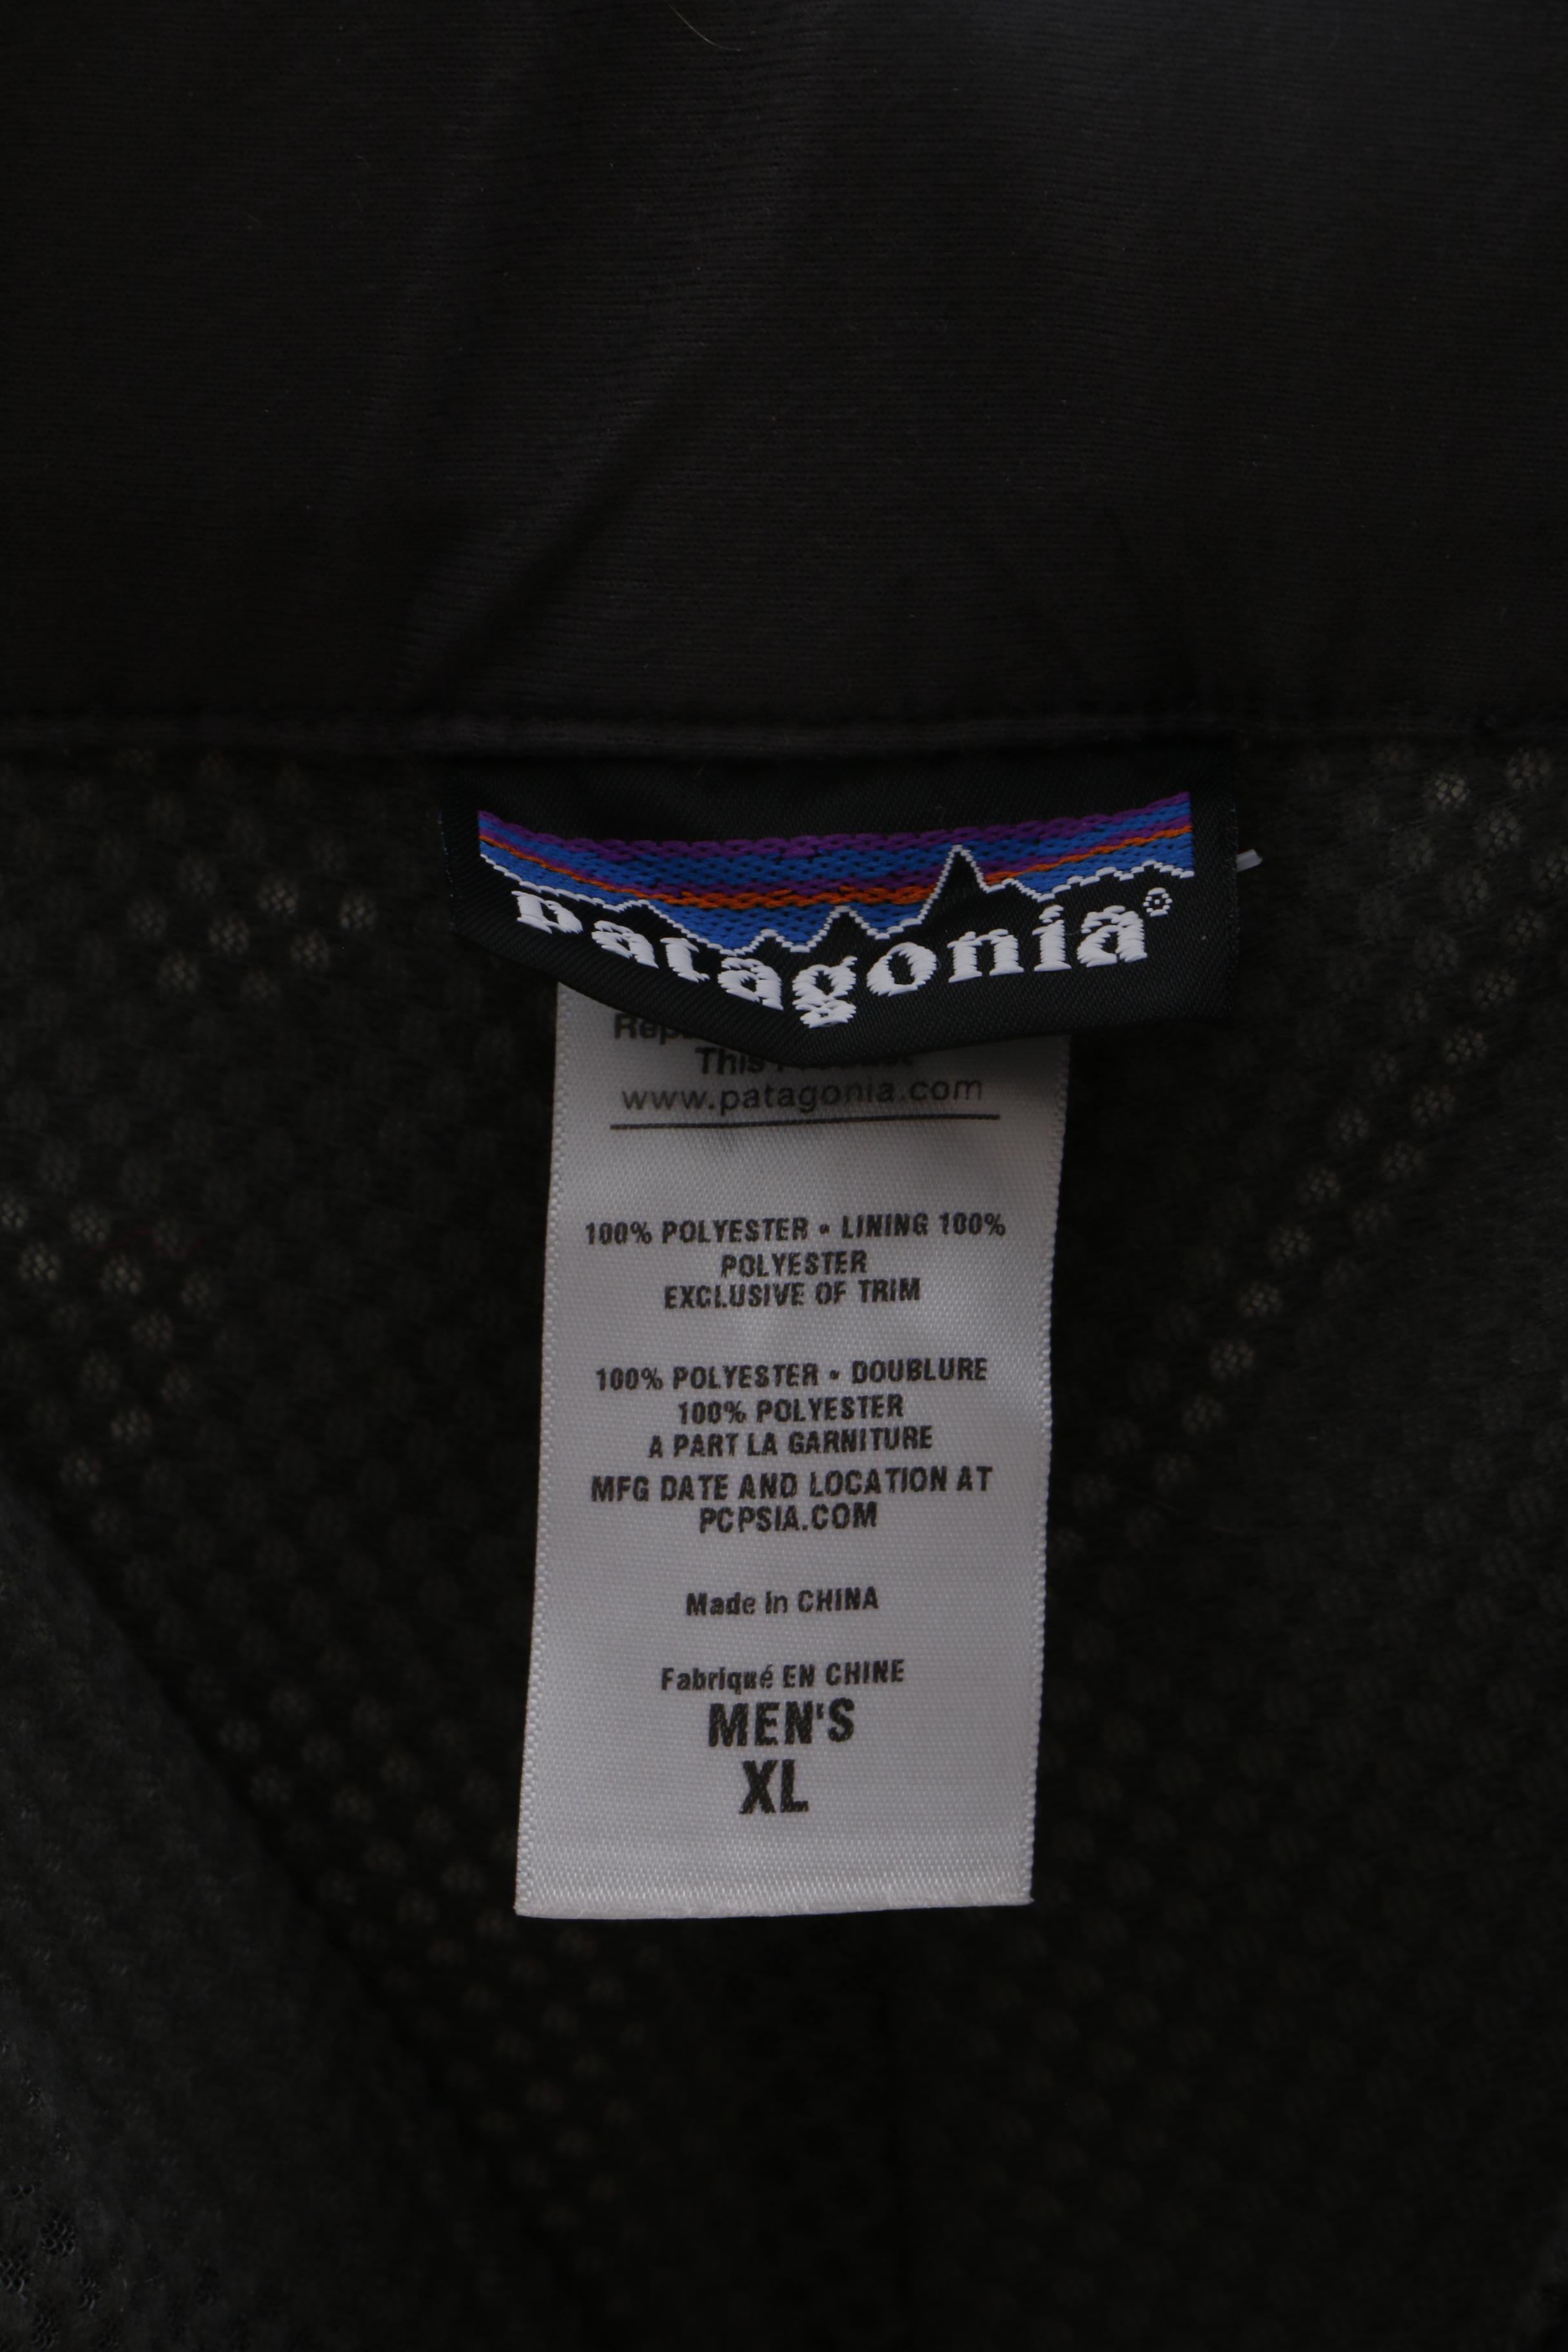 patagonia®
This
www.patagonia.com
100% POLYESTER • LINING 100%
POLYESTER
EXCLUSIVE OF TRIM
100% POLYESTER • DOUBLURE
100% POLYESTER
A PART LA GARNITURE
MFG DATE AND LOCATION AT
PCPSIA.COM
Made in CHINA
Fabriqué EN CHINE
MEN'S
XL